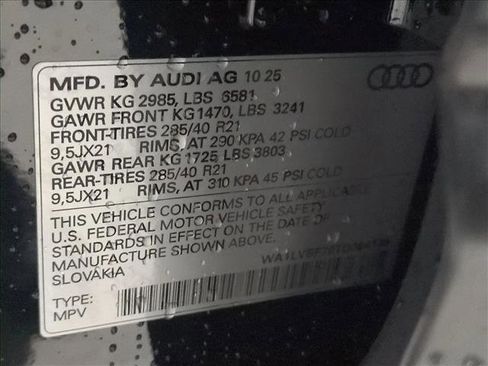 MFD. BY AUDI AG 10 25
GVWR KG 2985, LBS 6581
GAWR FRONT KG1470, LBS 3241
FRONT-TIRES 285/40 R21
9,5JX21 RIMS, AT 290 KPA 42 PSI COLD
GAWR REAR KG 1725 LBS 3803
REAR-TIRES 285/40 R21
9,5JX21 RIMS, AT 310 KPA 45 PSI COLD
THIS VEHICLE CONFORMS TO ALL APPLICABLE
U.S. FEDERAL MOTOR VEHICLE SAFETY
STANDARDS IN EFFECT ON THE DATE OF
MANUFACTURE SHOWN ABOVE.
SLOVAKIA
TYPE:
MPV